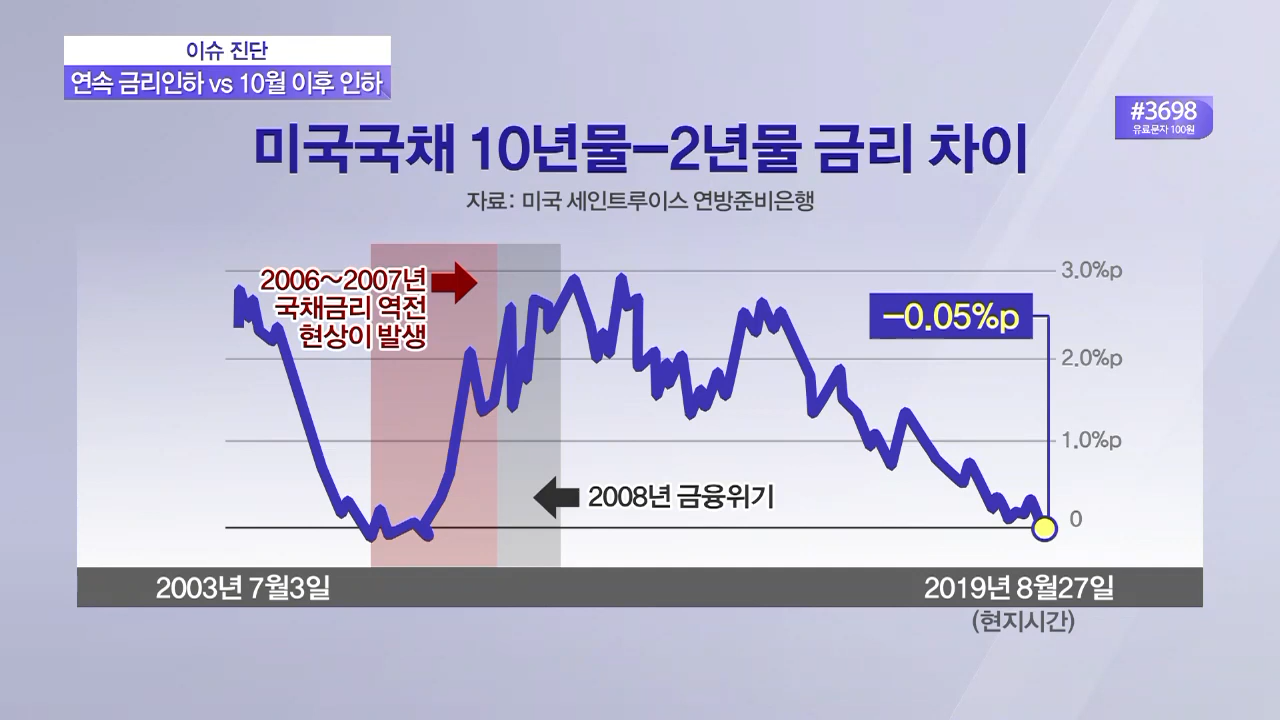 이슈 진단
연속 금리인하 vs 10월 이후 인하
#3698
유료문자 100원
미국국채 10년물-2년물 금리 차이
자료: 미국 세인트루이스 연방준비은행
2006~2007년
국채금리 역전
현상이 발생
3.0%p
-0.05%p
2.0%p
1.0%p
2008년 금융위기
0
2003년 7월3일
2019년 8월27일
(현지시간)